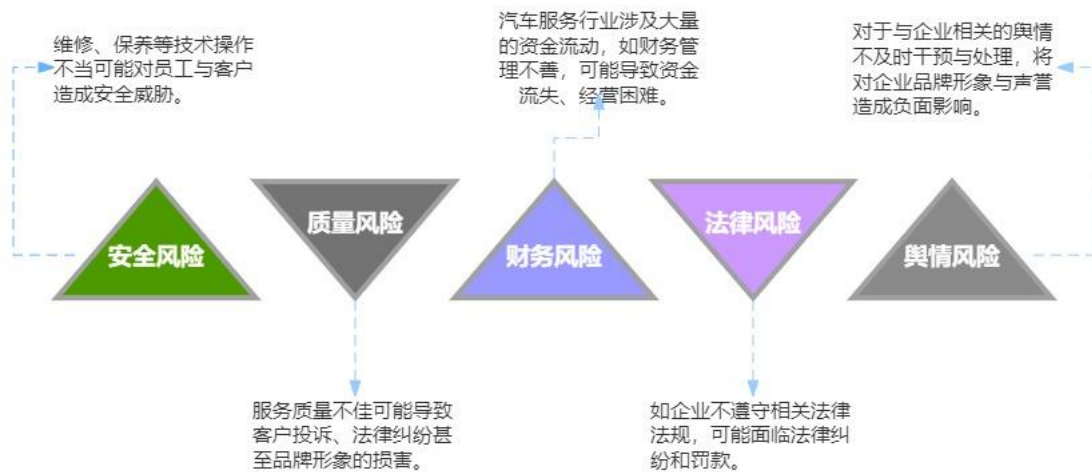 维修、保养等技术操作
不当可能对员工与客户
造成安全威胁。
汽车服务行业涉及大量
的资金流动，如财务管
理不善，可能导致资金
流失、经营困难。
对于与企业相关的舆情
不及时干预与处理，将
对企业品牌形象与声誉
造成负面影响。
安全风险
质量风险
财务风险
法律风险
舆情风险
服务质量不佳可能导致
客户投诉、法律纠纷甚
至品牌形象的损害。
如企业不遵守相关法律
法规，可能面临法律纠
纷和罚款。